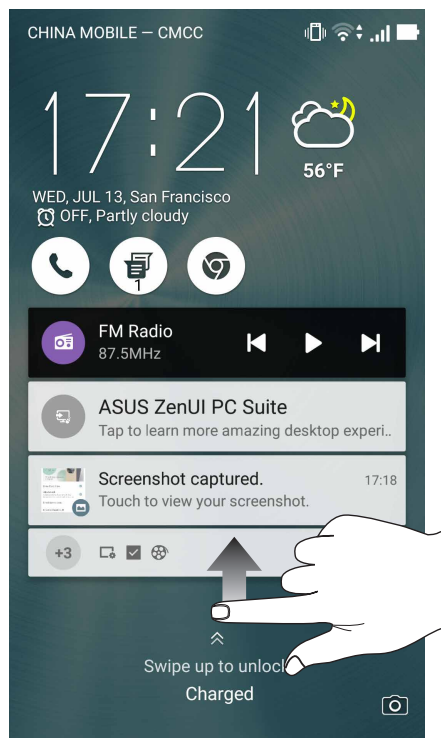 CHINA MOBILE — CMCC
17:21
56°F
WED, JUL 13, San Francisco
OFF, Partly cloudy
1
FM Radio
87.5MHz
ASUS ZenUI PC Suite
Tap to learn more amazing desktop experi..
Screenshot captured.
17:18
Touch to view your screenshot.
+3
Swipe up to unlock
Charged